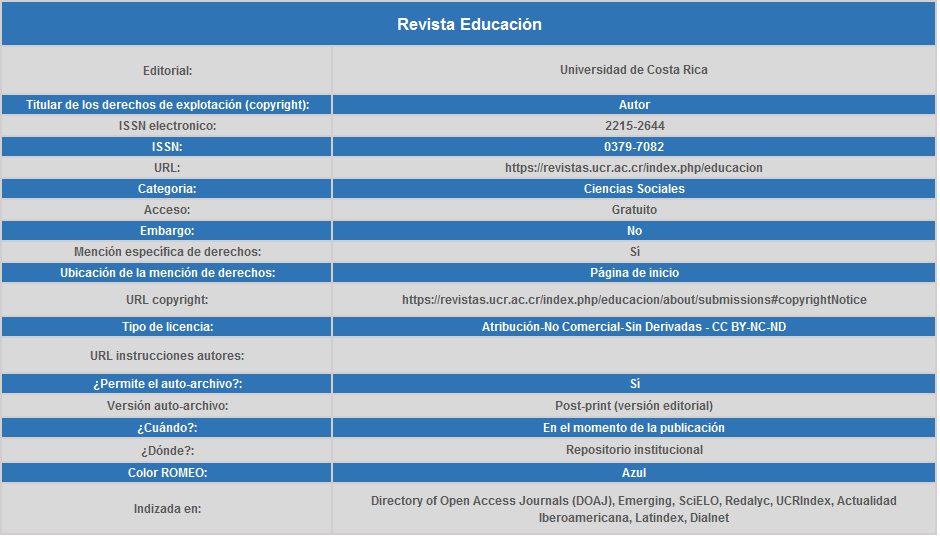 Revista Educación
Editorial: Universidad de Costa Rica
Titular de los derechos de explotación (copyright): Autor
ISSN electronico: 2215-2644
ISSN: 0379-7082
URL: https://revistas.ucr.ac.cr/index.php/educacion
Categoria: Ciencias Sociales
Acceso: Gratuito
Embargo: No
Mención específica de derechos: Sí
Ubicación de la mención de derechos: Página de inicio
URL copyright: https://revistas.ucr.ac.cr/index.php/educacion/about/submissions#copyrightNotice
Tipo de licencia: Atribución-No Comercial-Sin Derivadas - CC BY-NC-ND
URL instrucciones autores:
¿Permite el auto-archivo?: Sí
Versión auto-archivo: Post-print (versión editorial)
¿Cuándo?: En el momento de la publicación
¿Dónde?: Repositorio institucional
Color ROMEO: Azul
Indizada en: Directory of Open Access Journals (DOAJ), Emerging, SciELO, Redalyc, UCRIndex, Actualidad
Iberoamericana, Latindex, Dialnet